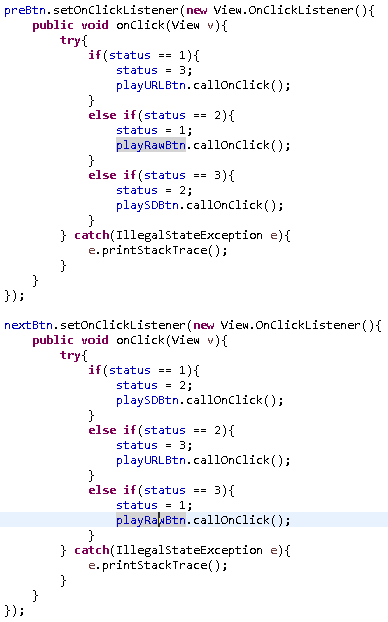 preBtn.setOnClickListener(new View.OnClickListener(){
    public void onClick(View v){
        try{
            if(status == 1){
                status = 3;
                playURLBtn.callOnClick();
            }
            else if(status == 2){
                status = 1;
                playRawBtn.callOnClick();
            }
            else if(status == 3){
                status = 2;
                playSDBtn.callOnClick();
            }
        } catch(IllegalStateException e){
            e.printStackTrace();
        }
    }
});

nextBtn.setOnClickListener(new View.OnClickListener(){
    public void onClick(View v){
        try{
            if(status == 1){
                status = 2;
                playSDBtn.callOnClick();
            }
            else if(status == 2){
                status = 3;
                playURLBtn.callOnClick();
            }
            else if(status == 3){
                status = 1;
                playRawBtn.callOnClick();
            }
        } catch(IllegalStateException e){
            e.printStackTrace();
        }
    }
});